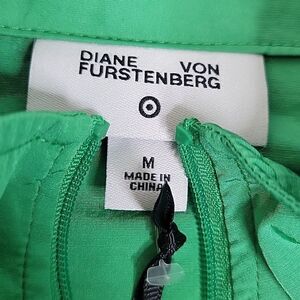 DIANE VON
FURSTENBERG
M
MADE IN
CHINA